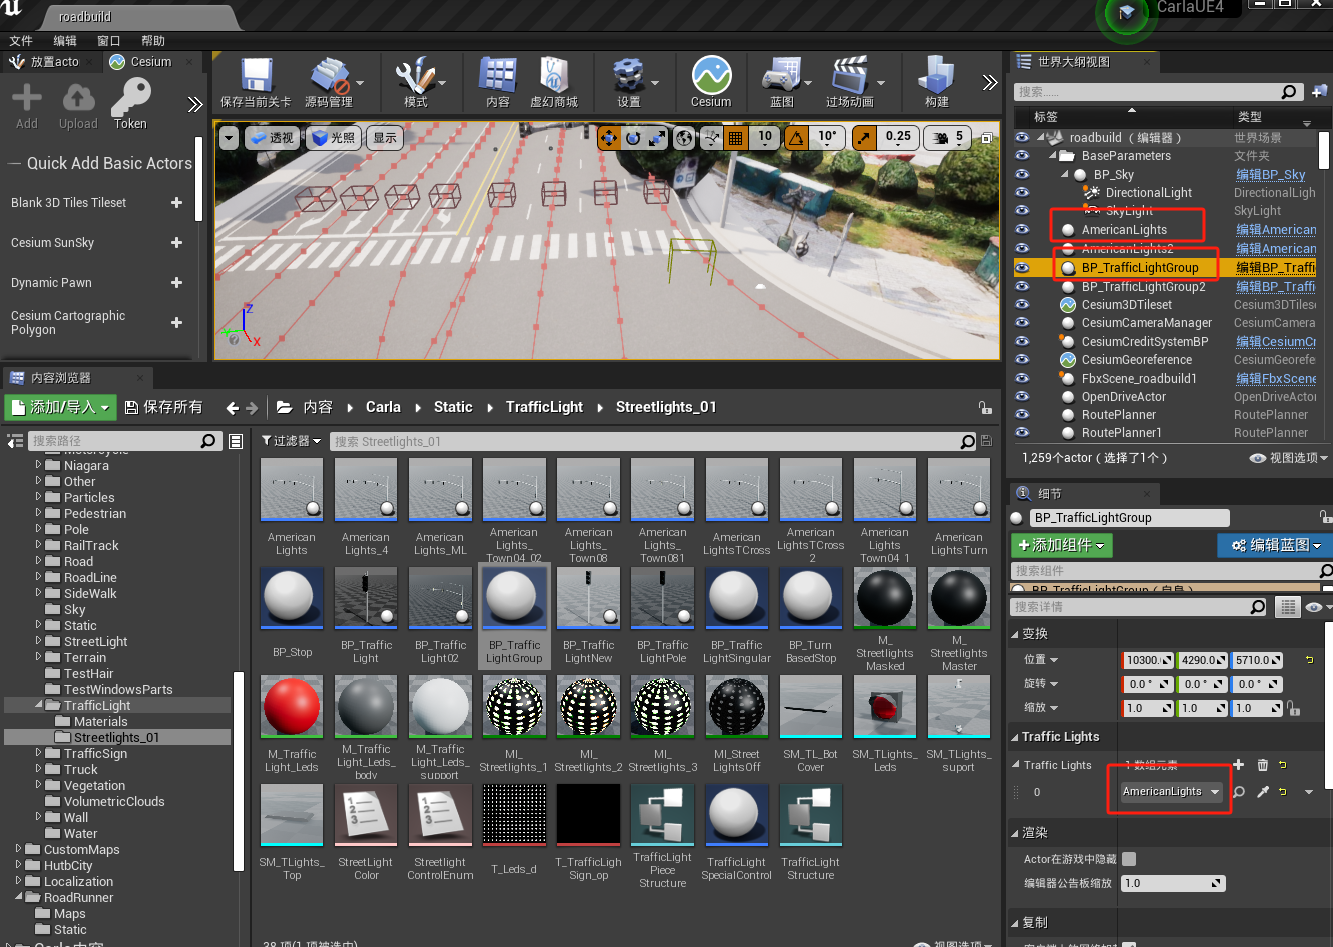 roadbuild
CarlaUE4
文件 编辑 窗口 帮助
放置acto
Cesium
Add
Upload
Token
Quick Add Basic Actors
Blank 3D Tiles Tileset
Cesium SunSky
Dynamic Pawn
Cesium Cartographic
Polygon
保存当前关卡 源码管理 模式 内容 虚幻商城 设置 Cesium 蓝图 过场动画 构建
透视 光照 显示
10 10° 0.25 5
Z
Y
X
世界大纲视图
搜索......
标签 类型
roadbuild（编辑器） 世界场景
BaseParameters 文件夹
BP_Sky 编辑BP_Sky
DirectionalLight DirectionalLigh
SkyLight SkyLight
AmericanLights 编辑American
AmericanLights2 编辑American
BP_TrafficLightGroup 编辑BP_Traffi
BP_TrafficLightGroup2 编辑BP_Traffi
Cesium3DTileset Cesium3DTilese
CesiumCameraManager CesiumCamera
CesiumCreditSystemBP 编辑CesiumCr
CesiumGeoreference CesiumGeorefe
FbxScene_roadbuild1 编辑FbxScene
OpenDriveActor OpenDriveActor
RoutePlanner RoutePlanner
RoutePlanner1 RoutePlanner
1,259个actor（选择了1个） 视图选项
内容浏览器
添加/导入 保存所有 内容 Carla Static TrafficLight Streetlights_01
搜索路径
过滤器 搜索 Streetlights_01
Motorcycle
Niagara
Other
Particles
Pedestrian
Pole
RailTrack
Road
RoadLine
SideWalk
Sky
Static
StreetLight
Terrain
TestHair
TestWindowsParts
TrafficLight
Materials
Streetlights_01
TrafficSign
Truck
Vegetation
VolumetricClouds
Wall
Water
CustomMaps
HutbCity
Localization
RoadRunner
Maps
Static
Carla内容
American
Lights
American
Lights_4
American
Lights_ML
American
Lights_
Town04_02
American
Lights_
Town08
American
Lights_
Town081
American
LightsTCross
American
LightsTCross
2
American
Lights
Town04_1
American
LightsTurn
BP_Stop
BP_Traffic
Light
BP_Traffic
Light02
BP_Traffic
LightGroup
BP_Traffic
LightNew
BP_Traffic
LightPole
BP_Traffic
LightSingular
BP_Turn
BasedStop
M_
Streetlights
Masked
M_
Streetlights
Master
M_Traffic
Light_Leds
M_Traffic
Light_Leds_
body
M_Traffic
Light_Leds_
support
MI_
Streetlights_1
MI_
Streetlights_2
MI_
Streetlights_3
MI_Street
LightsOff
SM_TL_Bot
Cover
SM_TLights_
Leds
SM_TLights_
suport
SM_TLights_
Top
StreetLight
Color
Streetlight
ControlEnum
T_Leds_d
T_TrafficLigh
Sign_op
TrafficLight
Piece
Structure
TrafficLight
SpecialControl
TrafficLight
Structure
38 项(1 项被选中) 视图选项
细节
BP_TrafficLightGroup
添加组件 编辑蓝图
搜索组件
BP_TrafficLightGroup（自身）
搜索详情
变换
位置 10300. 4290.0 5710.0
旋转 0.0 ° 0.0 ° 0.0 °
缩放 1.0 1.0 1.0
Traffic Lights
Traffic Lights 1 数组元素
0 AmericanLights
渲染
Actor在游戏中隐藏
编辑器公告板缩放 1.0
复制